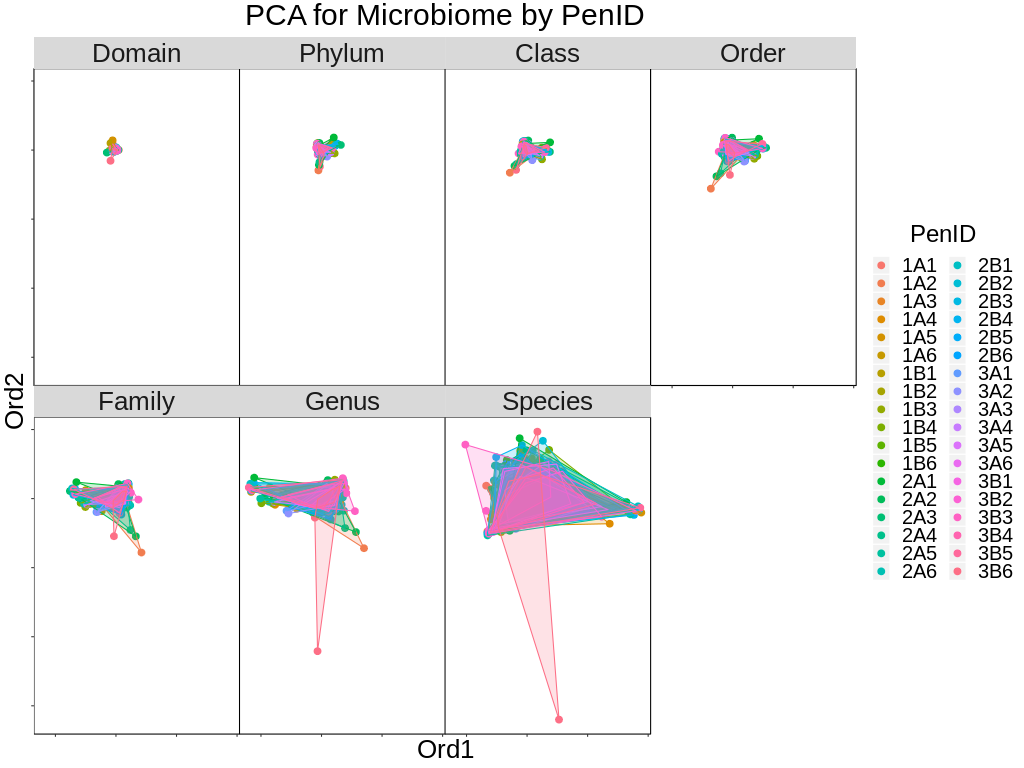 PCA for Microbiome by PenID
Domain
Phylum
Class
Order
Family
Genus
Species
Ord2
Ord1
PenID
1A1
1A2
1A3
1A4
1A5
1A6
1B1
1B2
1B3
1B4
1B5
1B6
2A1
2A2
2A3
2A4
2A5
2A6
2B1
2B2
2B3
2B4
2B5
2B6
3A1
3A2
3A3
3A4
3A5
3A6
3B1
3B2
3B3
3B4
3B5
3B6